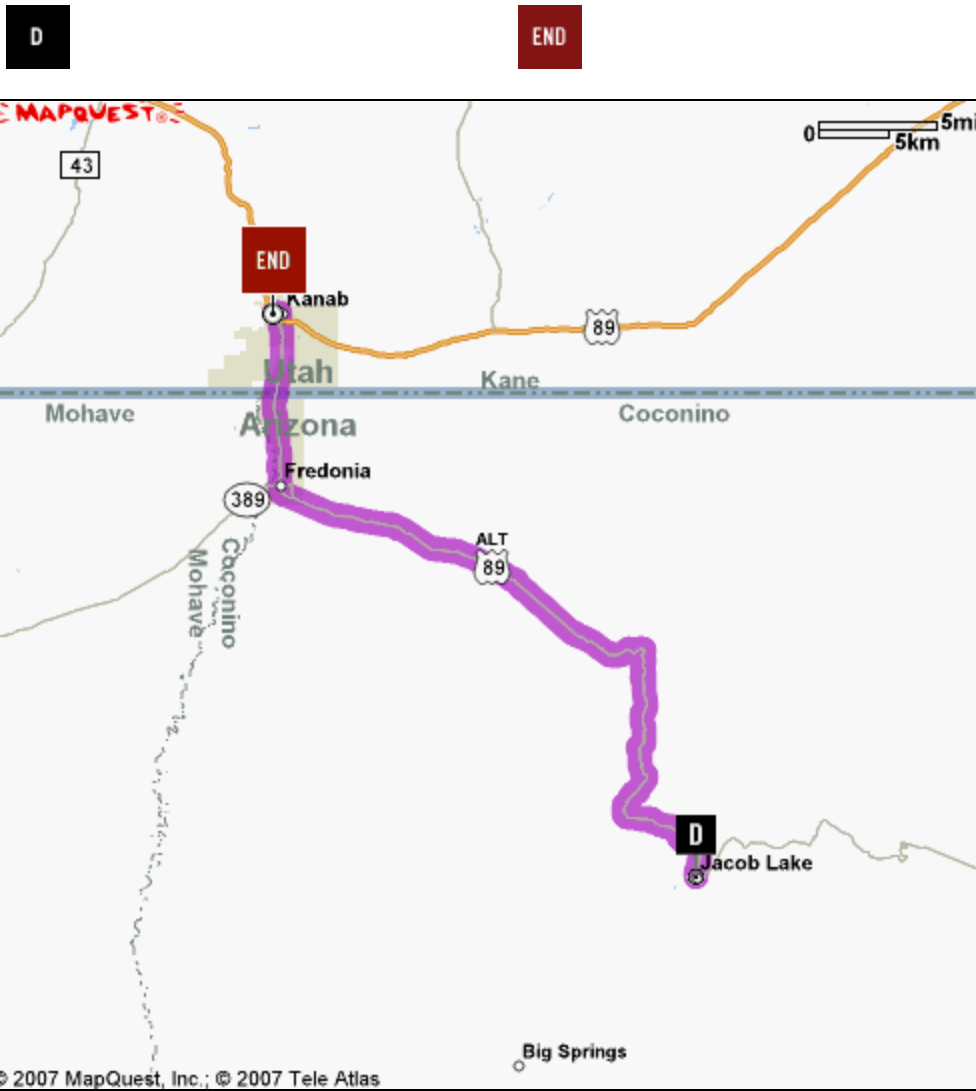 D
END
MAPQUEST®
0
5mi
5km
43
END
Kanab
89
Utah
Kane
Mohave
Coconino
Arizona
Fredonia
389
ALT
89
Coconino
Mohave
D
Jacob Lake
Big Springs
© 2007 MapQuest, Inc.; © 2007 Tele Atlas